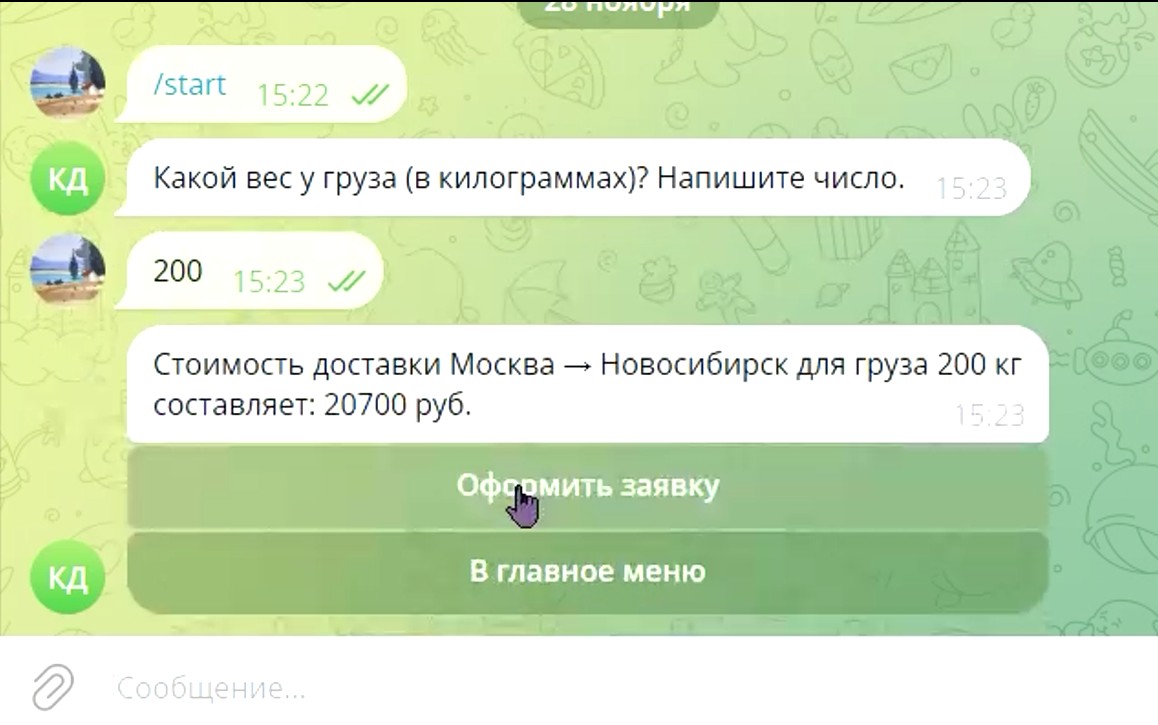 28 ноября
/start 15:22
КД
Какой вес у груза (в килограммах)? Напишите число. 15:23
200 15:23
Стоимость доставки Москва → Новосибирск для груза 200 кг
составляет: 20700 руб. 15:23
Оформить заявку
КД
В главное меню
Сообщение...